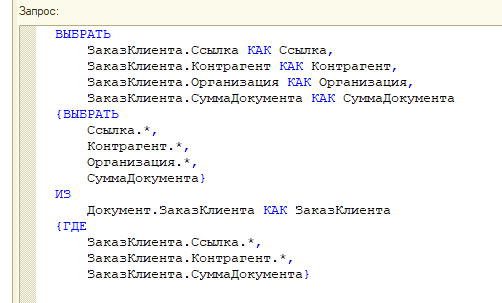 Запрос:
ВЫБРАТЬ
ЗаказКлиента.Ссылка КАК Ссылка,
ЗаказКлиента.Контрагент КАК Контрагент,
ЗаказКлиента.Организация КАК Организация,
ЗаказКлиента.СуммаДокумента КАК СуммаДокумента
{ВЫБРАТЬ
Ссылка.*,
Контрагент.*,
Организация.*,
СуммаДокумента}
ИЗ
Документ.ЗаказКлиента КАК ЗаказКлиента
{ГДЕ
ЗаказКлиента.Ссылка.*,
ЗаказКлиента.Контрагент.*,
ЗаказКлиента.СуммаДокумента}